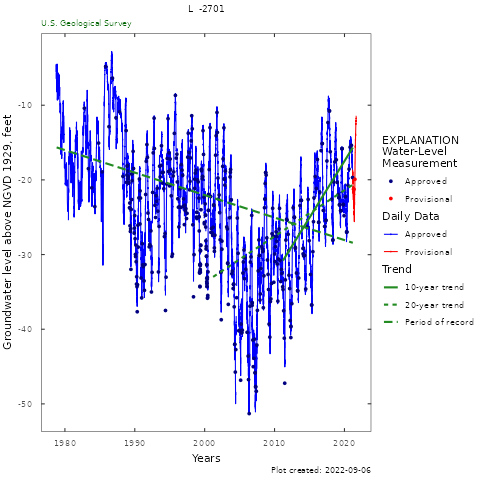 L -2701
U.S. Geological Survey
Groundwater level above NGVD 1929, feet
-10
-20
-30
-40
-50
1980
1990
2000
2010
2020
Years
EXPLANATION
Water-Level
Measurement
Approved
Provisional
Daily Data
Approved
Provisional
Trend
10-year trend
20-year trend
Period of record
Plot created: 2022-09-06